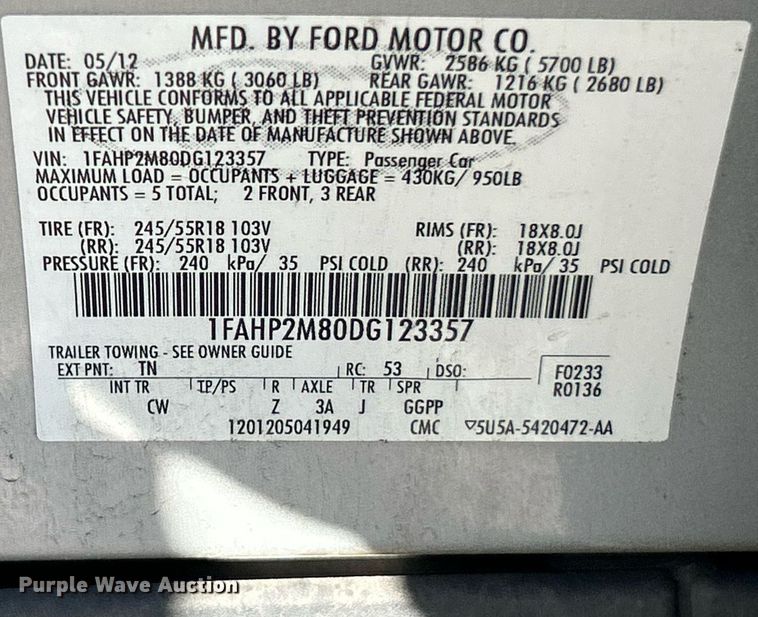 MFD. BY FORD MOTOR CO.
DATE: 05/12 GVWR: 2586 KG ( 5700 LB)
FRONT GAWR: 1388 KG ( 3060 LB) REAR GAWR: 1216 KG ( 2680 LB)
THIS VEHICLE CONFORMS TO ALL APPLICABLE FEDERAL MOTOR
VEHICLE SAFETY, BUMPER, AND THEFT PREVENTION STANDARDS
IN EFFECT ON THE DATE OF MANUFACTURE SHOWN ABOVE.
VIN: 1FAHP2M80DG123357 TYPE: Passenger Car
MAXIMUM LOAD = OCCUPANTS + LUGGAGE = 430KG/ 950LB
OCCUPANTS = 5 TOTAL; 2 FRONT, 3 REAR
TIRE (FR): 245/55R18 103V RIMS (FR): 18X8.0J
(RR): 245/55R18 103V (RR): 18X8.0J
PRESSURE (FR): 240 kPa/ 35 PSI COLD (RR): 240 kPa/ 35 PSI COLD
1FAHP2M80DG123357
TRAILER TOWING - SEE OWNER GUIDE
EXT PNT: TN RC: 53 DSO: F0233
INT TR TP/PS R AXLE TR SPR R0136
CW Z 3A J GGPP
1201205041949 CMC ▽5U5A-5420472-AA
Purple Wave Auction